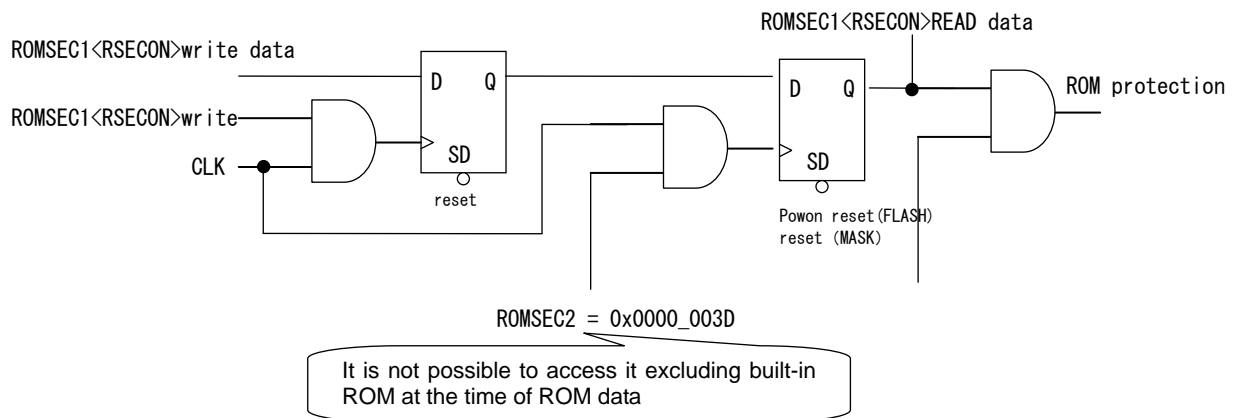 ROMSEC1<RSECON>READ data
ROMSEC1<RSECON>write data
D Q
D Q
ROM protection
ROMSEC1<RSECON>write
CLK
SD
SD
reset
Powon reset(FLASH)
reset (MASK)
ROMSEC2 = 0x0000_003D
It is not possible to access it excluding built-in
ROM at the time of ROM data